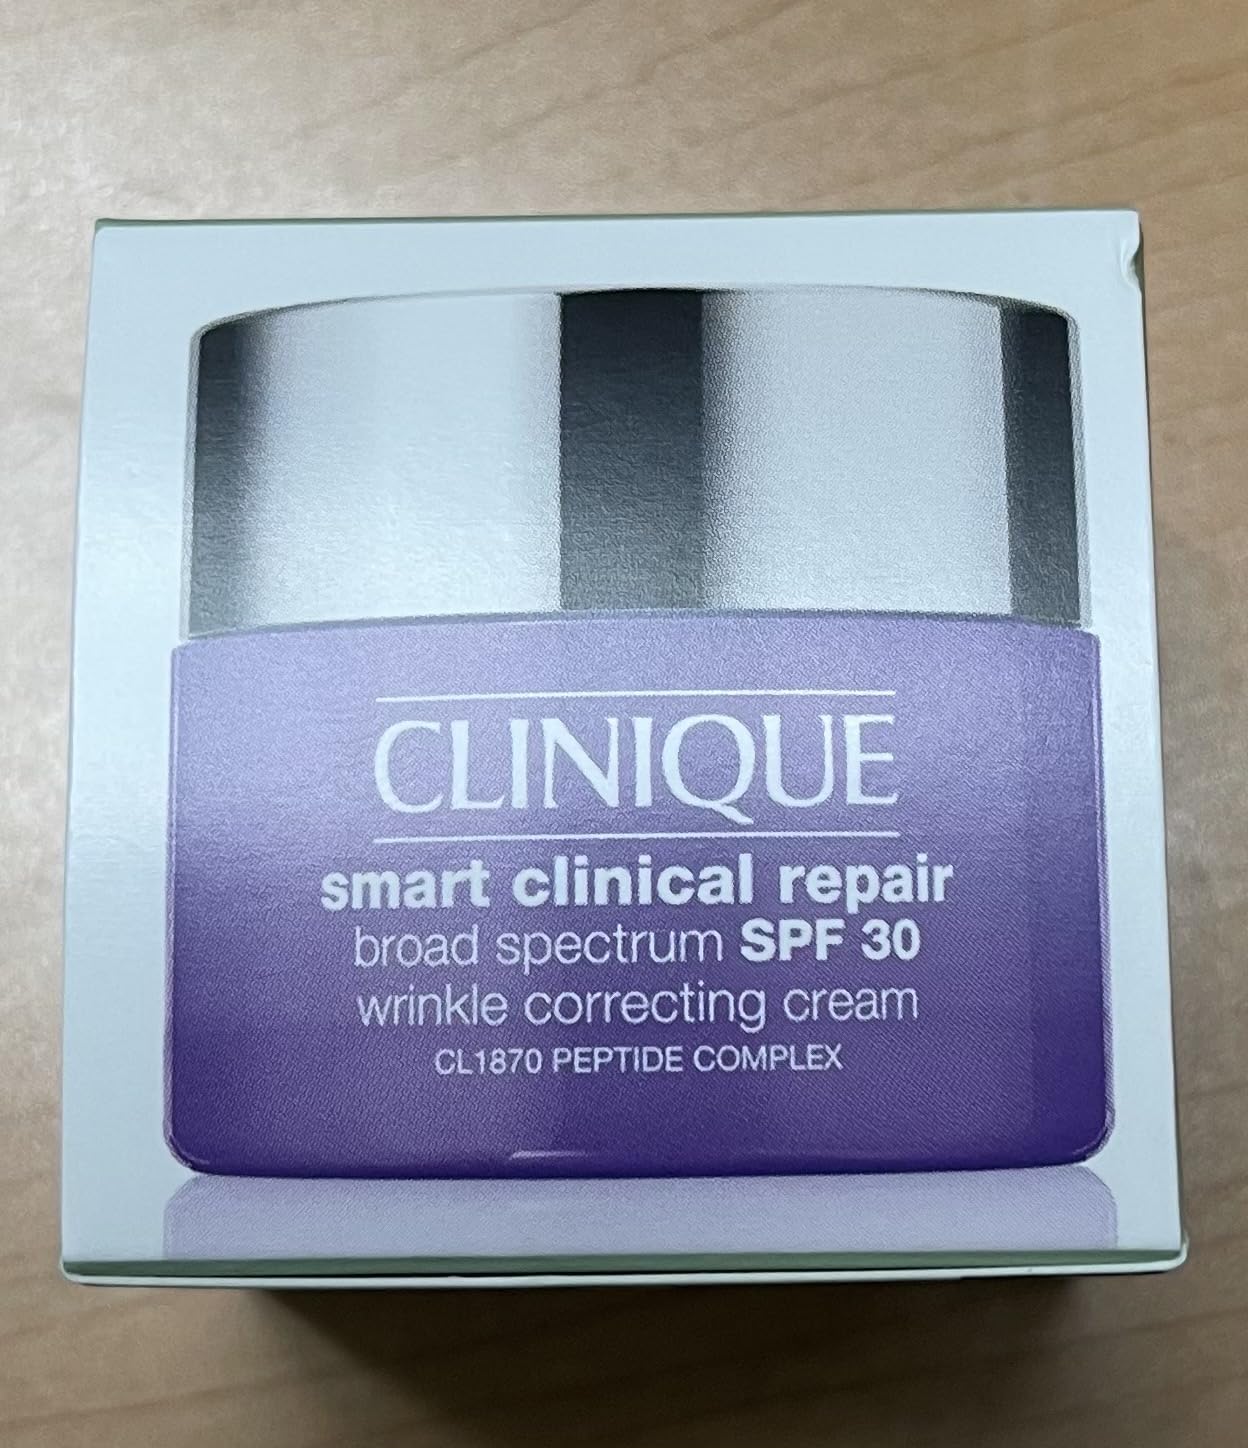 CLINIQUE
smart clinical repair
broad spectrum SPF 30
wrinkle correcting cream
CL1870 PEPTIDE COMPLEX